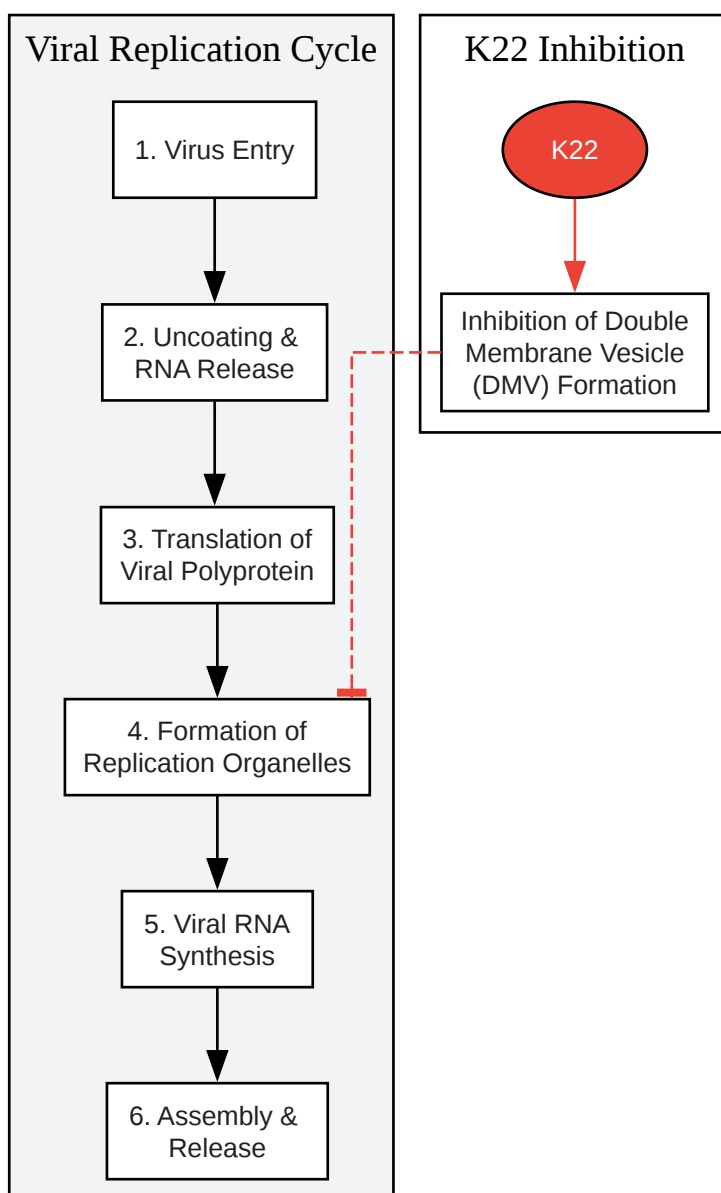 Viral Replication Cycle
1. Virus Entry
2. Uncoating &
RNA Release
3. Translation of
Viral Polyprotein
4. Formation of
Replication Organelles
5. Viral RNA
Synthesis
6. Assembly &
Release
K22 Inhibition
K22
Inhibition of Double
Membrane Vesicle
(DMV) Formation